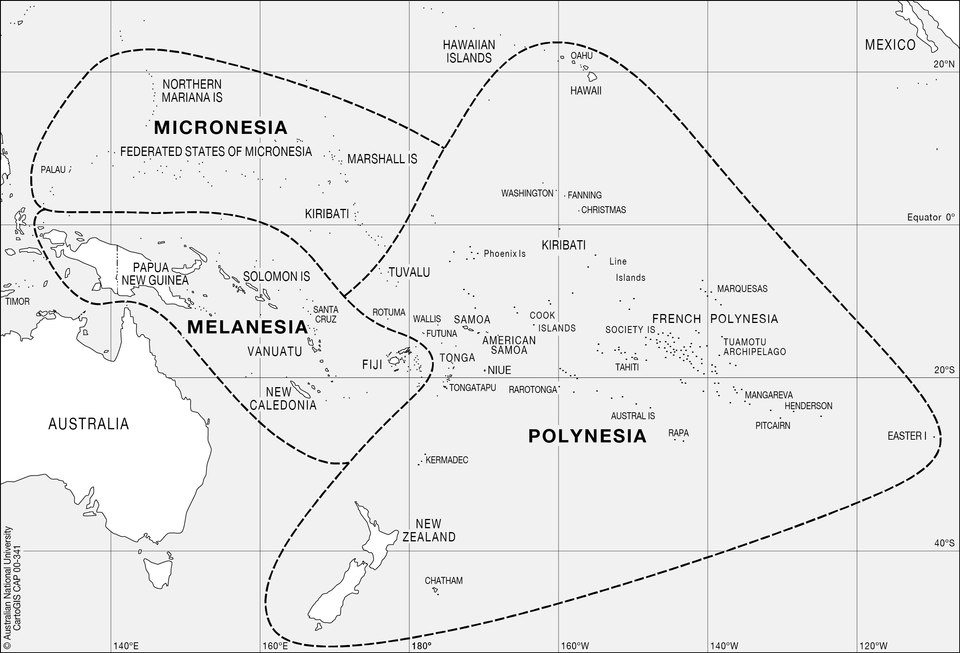 HAWAIIAN
ISLANDS
OAHU
HAWAII
MEXICO
20°N
NORTHERN
MARIANA IS
MICRONESIA
FEDERATED STATES OF MICRONESIA
MARSHALL IS
PALAU
KIRIBATI
WASHINGTON
FANNING
CHRISTMAS
Equator 0°
KIRIBATI
Phoenix Is
Line
Islands
PAPUA
NEW GUINEA
SOLOMON IS
TUVALU
MARQUESAS
TIMOR
SANTA
CRUZ
ROTUMA
WALLIS
SAMOA
COOK
ISLANDS
FRENCH POLYNESIA
MELANESIA
FUTUNA
AMERICAN
SAMOA
SOCIETY IS
TUAMOTU
ARCHIPELAGO
VANUATU
FIJI
TONGA
NIUE
TAHITI
20°S
NEW
CALEDONIA
TONGATAPU
RAROTONGA
MANGAREVA
HENDERSON
AUSTRAL IS
PITCAIRN
AUSTRALIA
POLYNESIA
RAPA
EASTER I
KERMADEC
NEW
ZEALAND
40°S
CHATHAM
© Australian National University
CartoGIS CAP 00-341
140°E
160°E
180°
160°W
140°W
120°W